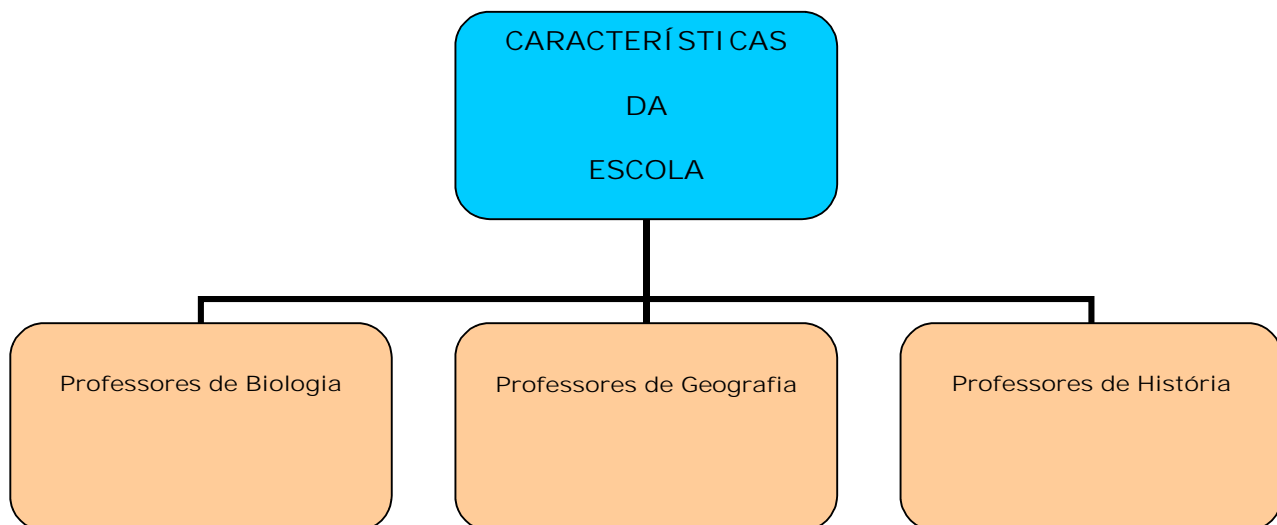 CARACTERÍSTICAS
DA
ESCOLA
Professores de Biologia
Professores de Geografia
Professores de História